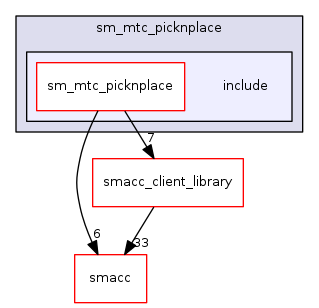 sm_mtc_picknplace
sm_mtc_picknplace
include
7
smacc_client_library
6
33
smacc